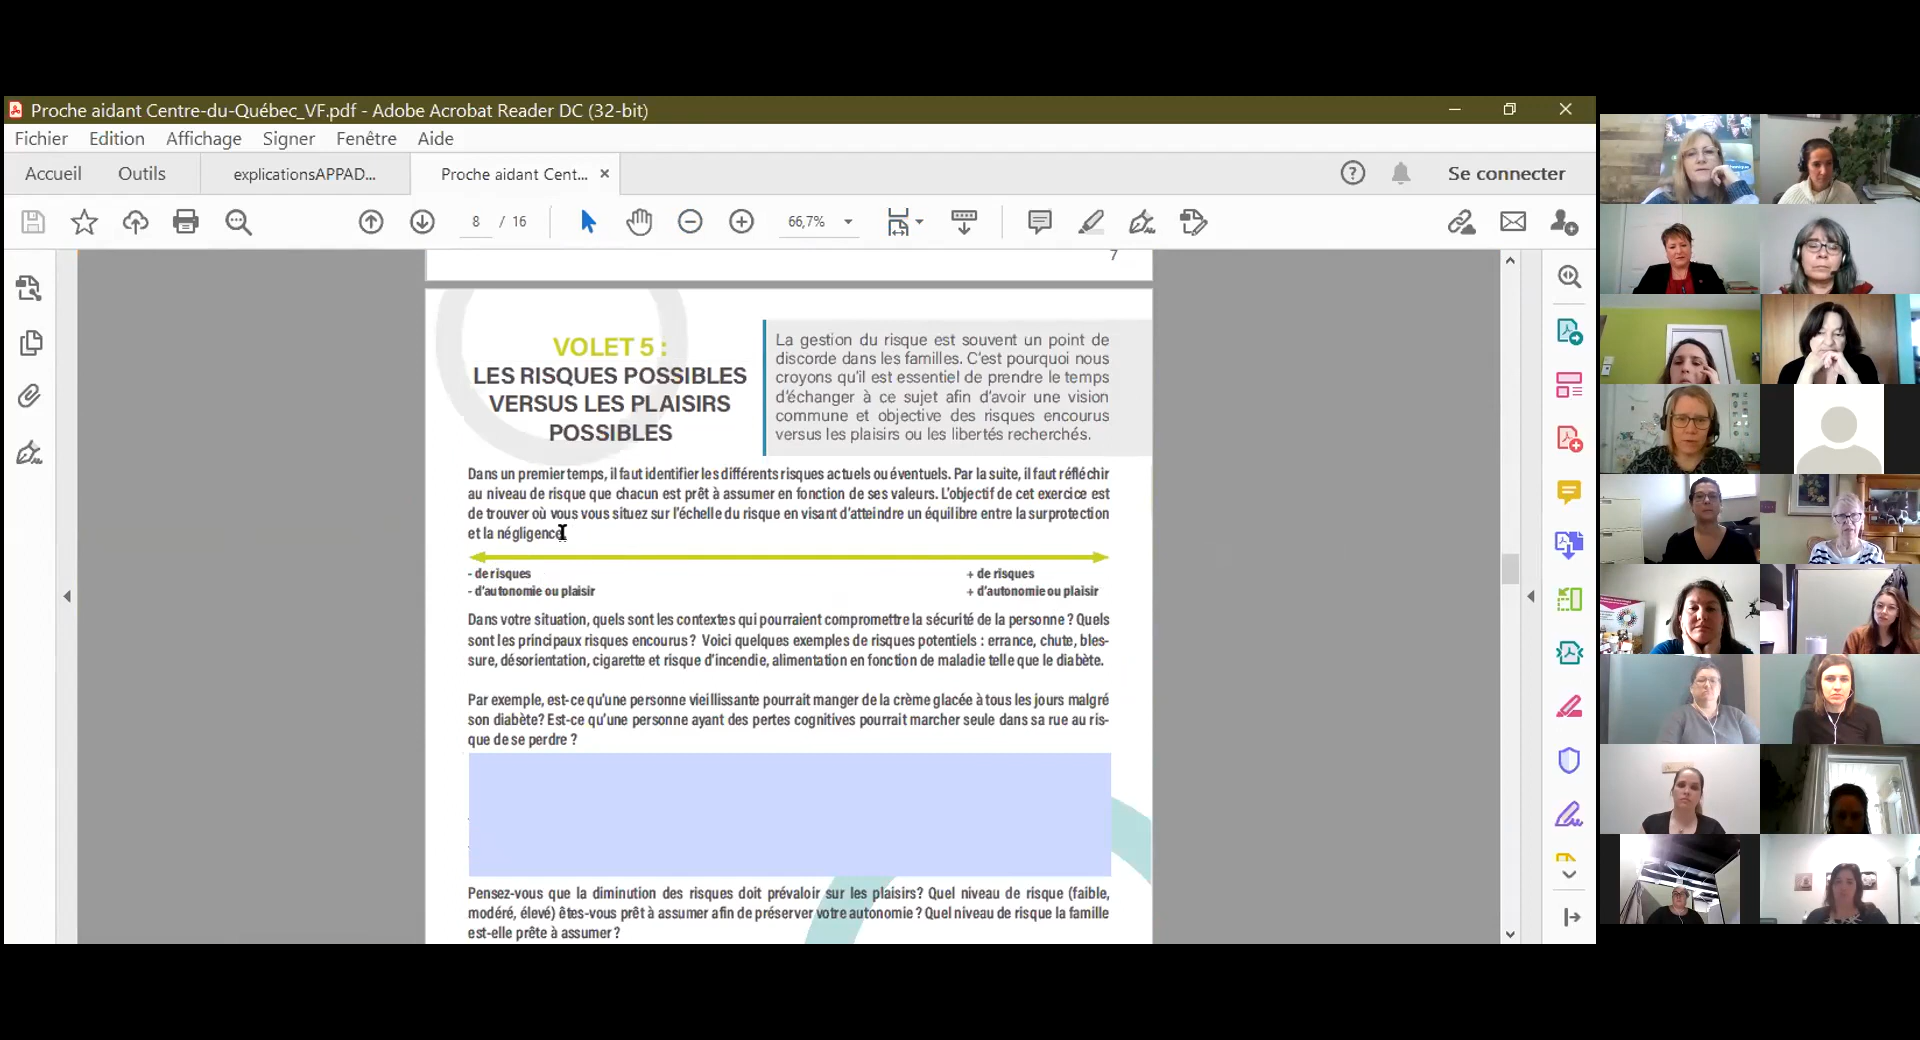 Proche aidant Centre-du-Québec_VF.pdf - Adobe Acrobat Reader DC (32-bit)
Fichier Edition Affichage Signer Fenêtre Aide
Accueil Outils explicationsAPPAD... Proche aidant Cent... × Se connecter
8 / 16 66,7%
7
VOLET 5 :
LES RISQUES POSSIBLES
VERSUS LES PLAISIRS
POSSIBLES
La gestion du risque est souvent un point de
discorde dans les familles. C'est pourquoi nous
croyons qu'il est essentiel de prendre le temps
d'échanger à ce sujet afin d'avoir une vision
commune et objective des risques encourus
versus les plaisirs ou les libertés recherchés.
Dans un premier temps, il faut identifier les différents risques actuels ou éventuels. Par la suite, il faut réfléchir
au niveau de risque que chacun est prêt à assumer en fonction de ses valeurs. L'objectif de cet exercice est
de trouver où vous vous situez sur l'échelle du risque en visant d'atteindre un équilibre entre la surprotection
et la négligence
- de risques
- d'autonomie ou plaisir
+ de risques
+ d'autonomie ou plaisir
Dans votre situation, quels sont les contextes qui pourraient compromettre la sécurité de la personne ? Quels
sont les principaux risques encourus ? Voici quelques exemples de risques potentiels : errance, chute, bles-
sure, désorientation, cigarette et risque d'incendie, alimentation en fonction de maladie telle que le diabète.
Par exemple, est-ce qu'une personne vieillissante pourrait manger de la crème glacée à tous les jours malgré
son diabète? Est-ce qu'une personne ayant des pertes cognitives pourrait marcher seule dans sa rue au ris-
que de se perdre ?
Pensez-vous que la diminution des risques doit prévaloir sur les plaisirs? Quel niveau de risque (faible,
modéré, élevé) êtes-vous prêt à assumer afin de préserver votre autonomie ? Quel niveau de risque la famille
est-elle prête à assumer ?